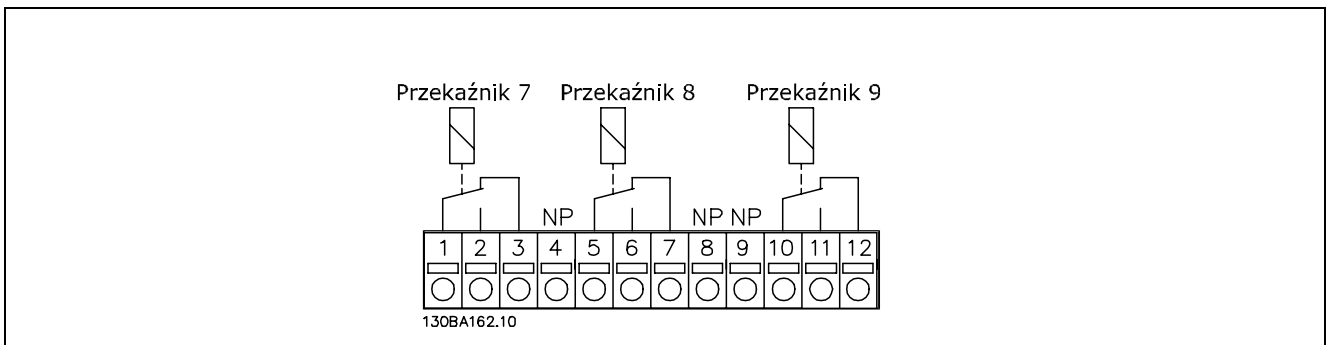 Przekaźnik 7 Przekaźnik 8 Przekaźnik 9
NP NP NP
1 2 3 4 5 6 7 8 9 10 11 12
130BA162.10